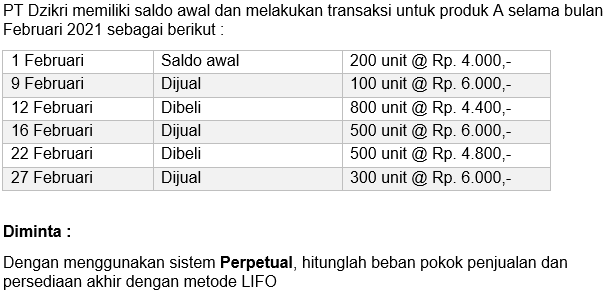 PT Dzikri memiliki saldo awal dan melakukan transaksi untuk produk A selama bulan
Februari 2021 sebagai berikut :
1 Februari Saldo awal 200 unit @ Rp. 4.000,-
9 Februari Dijual 100 unit @ Rp. 6.000,-
12 Februari Dibeli 800 unit @ Rp. 4.400,-
16 Februari Dijual 500 unit @ Rp. 6.000,-
22 Februari Dibeli 500 unit @ Rp. 4.800,-
27 Februari Dijual 300 unit @ Rp. 6.000,-
Diminta :
Dengan menggunakan sistem Perpetual, hitunglah beban pokok penjualan dan
persediaan akhir dengan metode LIFO